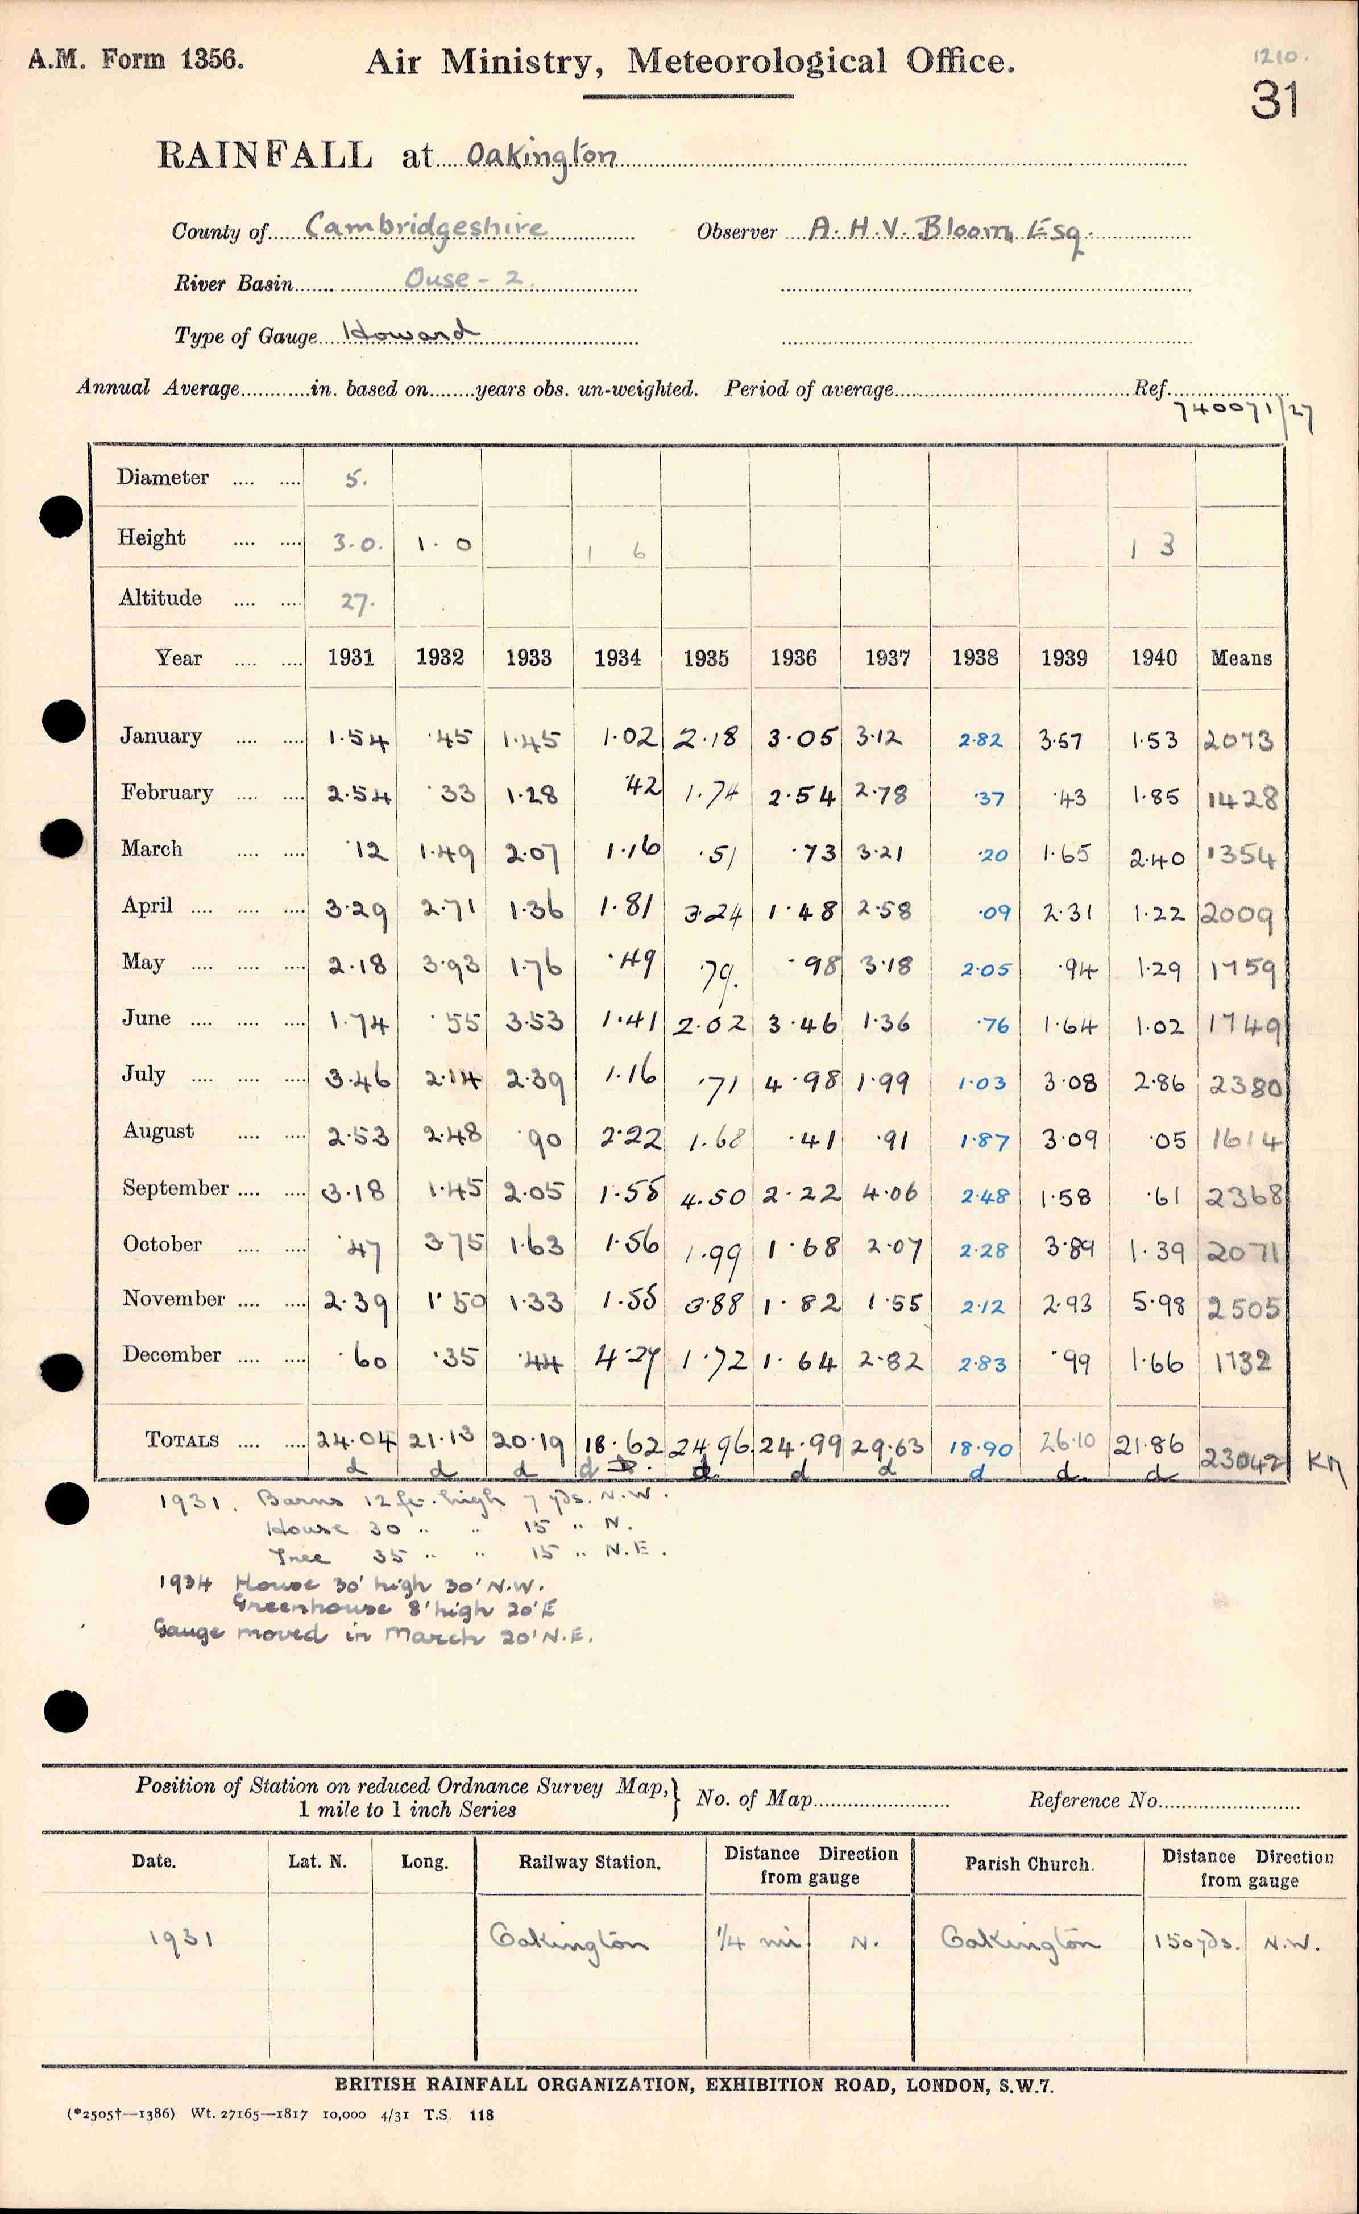 A.M. Form 1356.
Air Ministry, Meteorological Office.
1210.
31
RAINFALL at Oakington
County of Cambridgeshire Observer A. H. V. Bloom Esq.
River Basin Ouse - 2.
Type of Gauge Howard
Annual Average............in. based on........years obs. un-weighted. Period of average........................................Ref.....................
740071/27
Diameter .... .... 5.
Height .... .... 3.0. 1.0 1 6 1 3
Altitude .... .... 27.
Year .... .... 1931 1932 1933 1934 1935 1936 1937 1938 1939 1940 Means
January .... .... 1.54 .45 1.45 1.02 2.18 3.05 3.12 2.82 3.57 1.53 2073
February .... .... 2.54 .33 1.28 .42 1.74 2.54 2.78 .37 .43 1.85 1428
March .... .... .12 1.49 2.07 1.16 .51 .73 3.21 .20 1.65 2.40 1354
April .... .... .... 3.29 2.71 1.36 1.81 3.24 1.48 2.58 .09 2.31 1.22 2009
May .... .... .... 2.18 3.93 1.76 .49 .79. .98 3.18 2.05 .94 1.29 1759
June .... .... .... 1.74 .55 3.53 1.41 2.02 3.46 1.36 .76 1.64 1.02 1749
July .... .... .... 3.46 2.14 2.39 1.16 .71 4.98 1.99 1.03 3.08 2.86 2380
August .... .... 2.53 2.48 .90 2.22 1.68 .41 .91 1.87 3.09 .05 1614
September .... .... 3.18 1.45 2.05 1.55 4.50 2.22 4.06 2.48 1.58 .61 2368
October .... .... .47 3.75 1.63 1.56 1.99 1.68 2.07 2.28 3.89 1.39 2071
November .... .... 2.39 1.50 1.33 1.55 3.88 1.82 1.55 2.12 2.93 5.98 2505
December .... .... .60 .35 .44 4.27 1.72 1.64 2.82 2.83 .99 1.66 1732
TOTALS .... .... 24.04 21.13 20.19 18.62 24.96. 24.99 29.63 18.90 26.10 21.86 23042
d d d d d d d d d d
1931. Barns 12 ft. high 7 yds. N.W.
House 30 " " 15 " N.
Tree 35 " " 15 " N.E.
1934 House 30' high 30' N.W.
Greenhouse 8' high 20' E
Gauge moved in March 20' N.E.
Position of Station on reduced Ordnance Survey Map,} No. of Map........................ Reference No.........................
1 mile to 1 inch Series
Date. Lat. N. Long. Railway Station. Distance Direction from gauge Parish Church. Distance Direction from gauge
1931 Oakington 1/4 mi. N. Oakington 150 yds. N.W.
BRITISH RAINFALL ORGANIZATION, EXHIBITION ROAD, LONDON, S.W.7.
(*2505†—1386) Wt. 27165—1817 10,000 4/31 T.S. 118